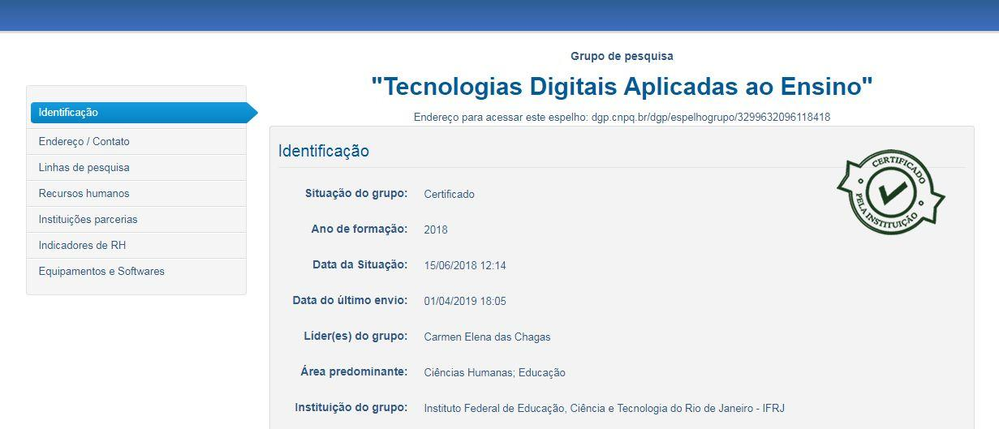 Grupo de pesquisa
"Tecnologias Digitais Aplicadas ao Ensino"
Endereço para acessar este espelho: dgp.cnpq.br/dgp/espelhogrupo/3299632096118418
Identificação
Endereço / Contato
Linhas de pesquisa
Recursos humanos
Instituições parcerias
Indicadores de RH
Equipamentos e Softwares
Identificação
CERTIFICADO
PELA INSTITUIÇÃO
Situação do grupo: Certificado
Ano de formação: 2018
Data da Situação: 15/06/2018 12:14
Data do último envio: 01/04/2019 18:05
Líder(es) do grupo: Carmen Elena das Chagas
Área predominante: Ciências Humanas; Educação
Instituição do grupo: Instituto Federal de Educação, Ciência e Tecnologia do Rio de Janeiro - IFRJ